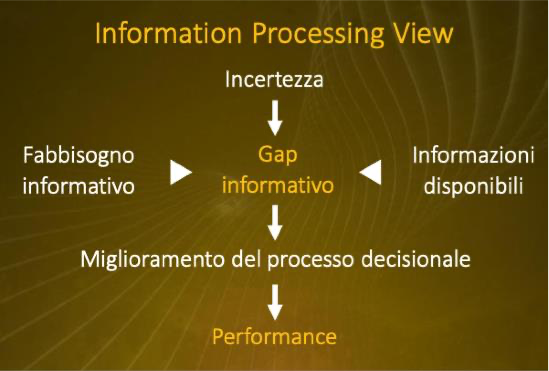 Information Processing View
Incertezza
Fabbisogno
informativo
Gap
informativo
Informazioni
disponibili
Miglioramento del processo decisionale
Performance